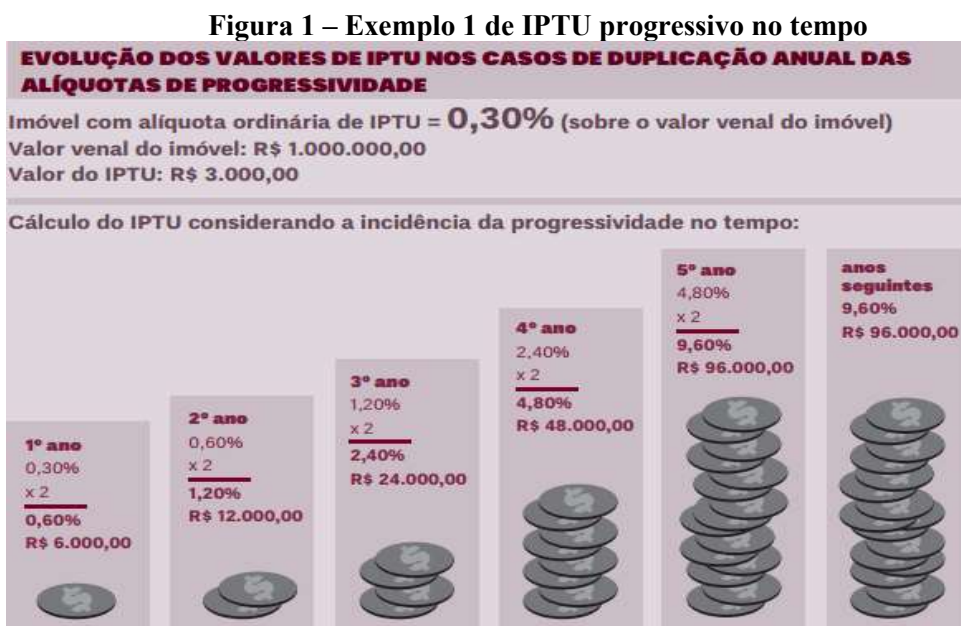 Figura 1 – Exemplo 1 de IPTU progressivo no tempo
EVOLUÇÃO DOS VALORES DE IPTU NOS CASOS DE DUPLICAÇÃO ANUAL DAS
ALÍQUOTAS DE PROGRESSIVIDADE
Imóvel com alíquota ordinária de IPTU = 0,30% (sobre o valor venal do imóvel)
Valor venal do imóvel: R$ 1.000.000,00
Valor do IPTU: R$ 3.000,00
Cálculo do IPTU considerando a incidência da progressividade no tempo:
1º ano
0,30%
x 2
0,60%
R$ 6.000,00
2º ano
0,60%
x 2
1,20%
R$ 12.000,00
3º ano
1,20%
x 2
2,40%
R$ 24.000,00
4º ano
2,40%
x 2
4,80%
R$ 48.000,00
5º ano
4,80%
x 2
9,60%
R$ 96.000,00
anos
seguintes
9,60%
R$ 96.000,00